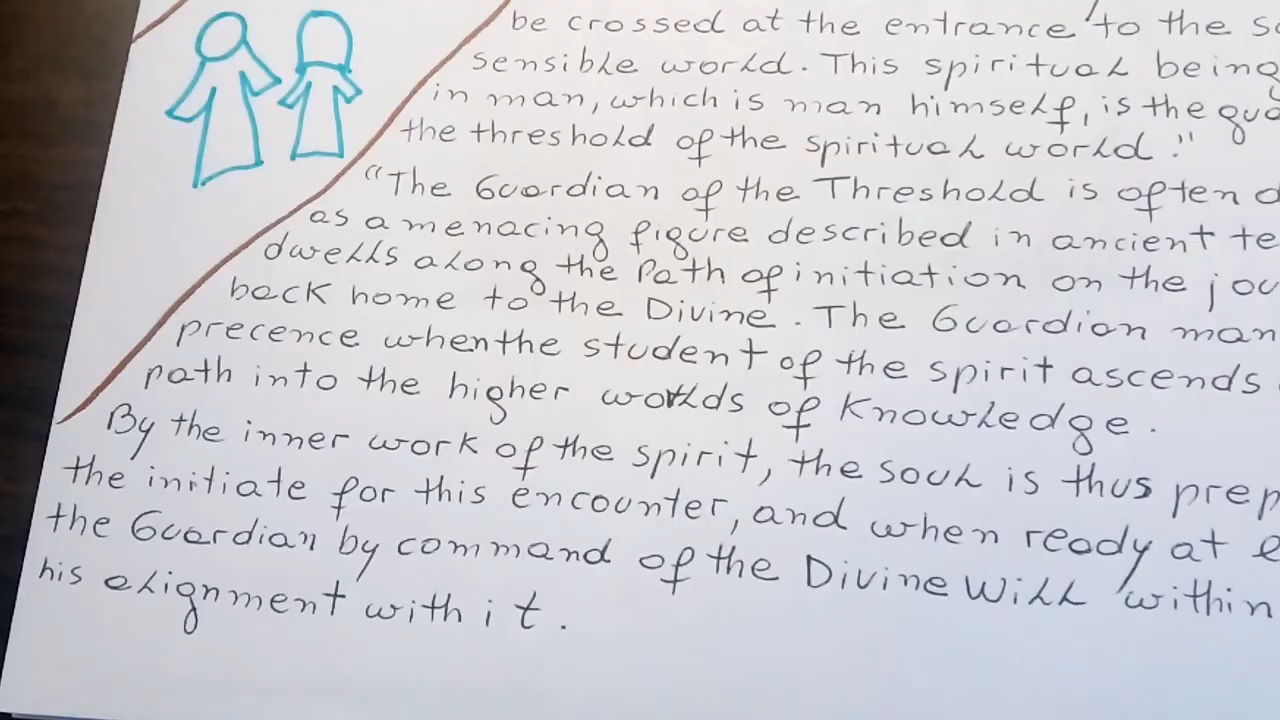 be crossed at the entrance to the
sensible world. This spiritual being
in man, which is man himself, is the
the threshold of the spiritual world."
"The Guardian of the Threshold is often
as a menacing figure described in ancient
dwells along the Path of initiation on the
back home to the Divine. The Guardian
precence when the student of the spirit ascends
path into the higher worlds of Knowledge.
By the inner work of the spirit, the soul is thus
the initiate for this encounter, and when ready at
the Guardian by command of the Divine Will within
his alignment with it.